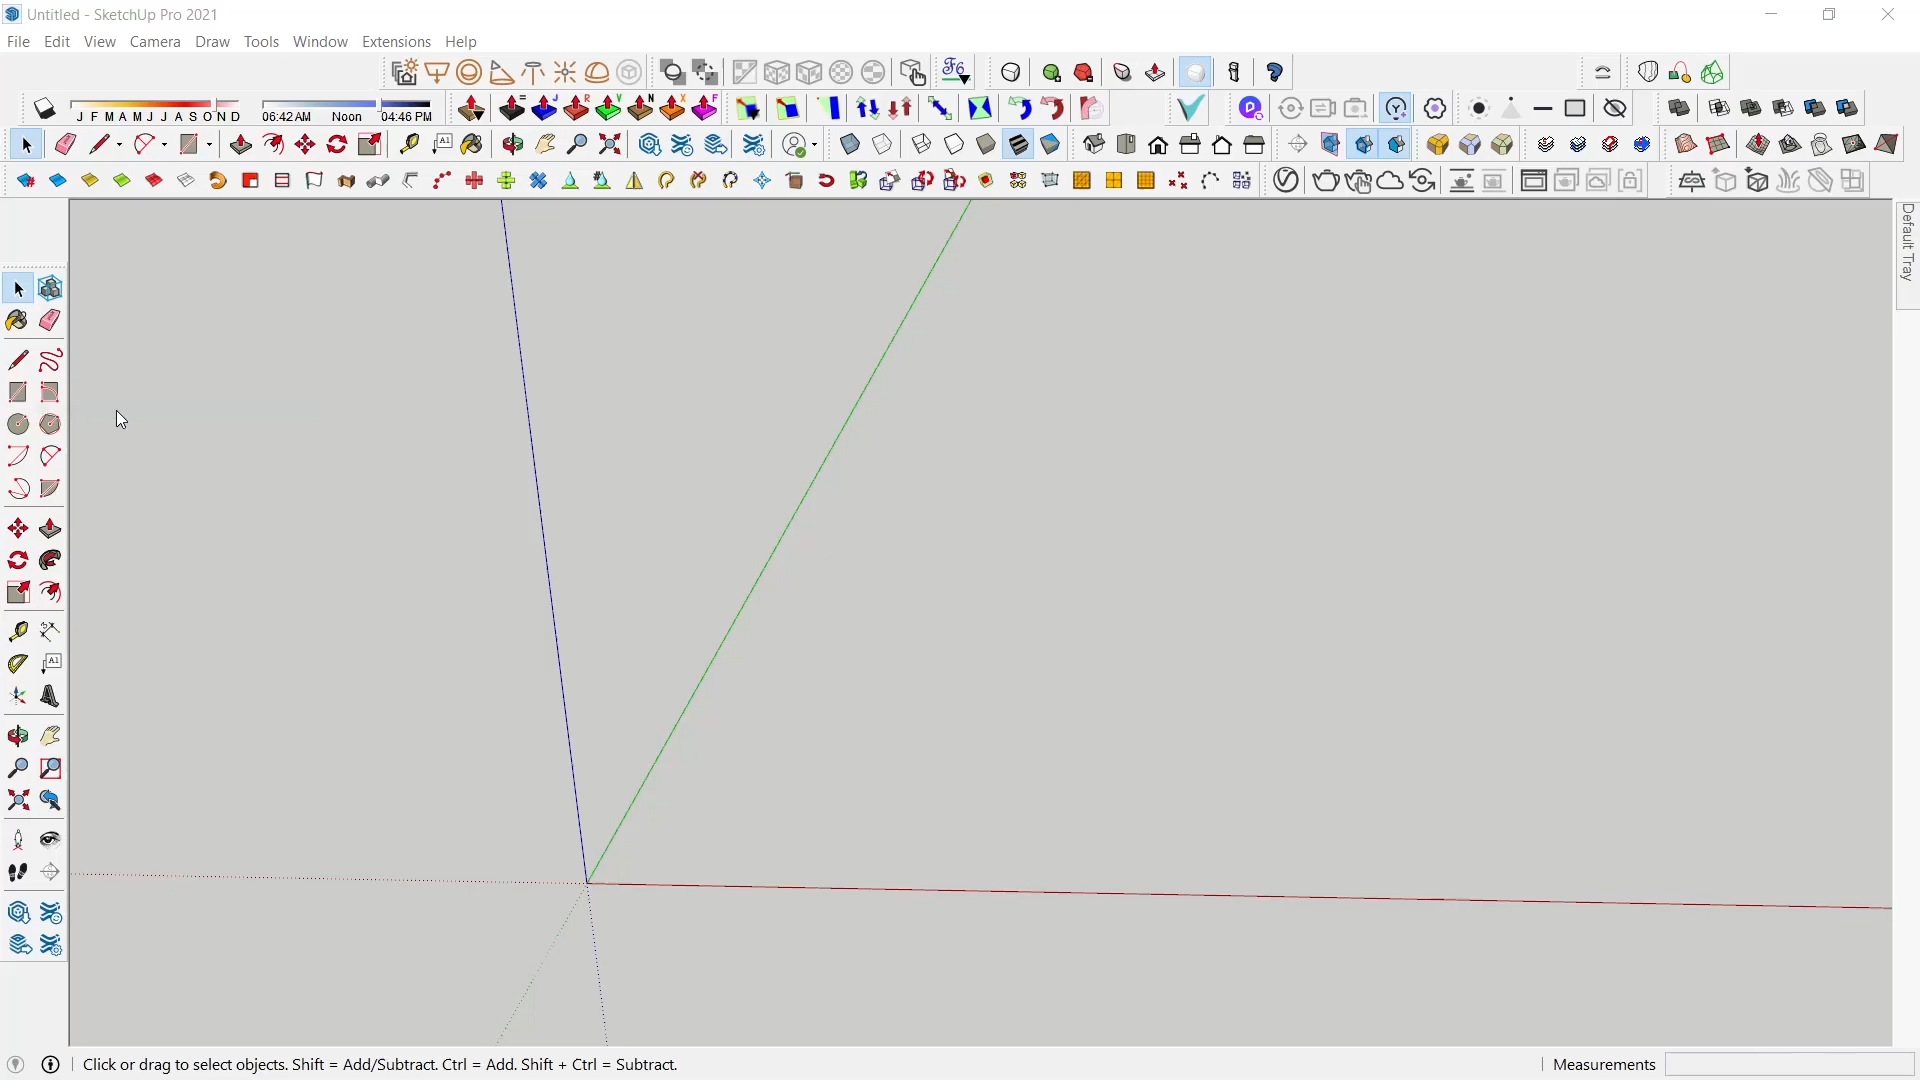 Untitled - SketchUp Pro 2021
File Edit View Camera Draw Tools Window Extensions Help
J F M A M J J A S O N D 06:42 AM Noon 04:46 PM
Default Tray
Click or drag to select objects. Shift = Add/Subtract. Ctrl = Add. Shift + Ctrl = Subtract.
Measurements